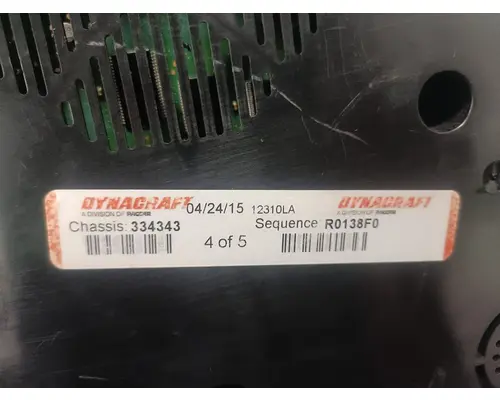 DYNACRAFT 04/24/15 12310LA DYNACRAFT
A DIVISION OF PACCAR A DIVISION OF PACCAR
Chassis: 334343 Sequence R0138F0
4 of 5